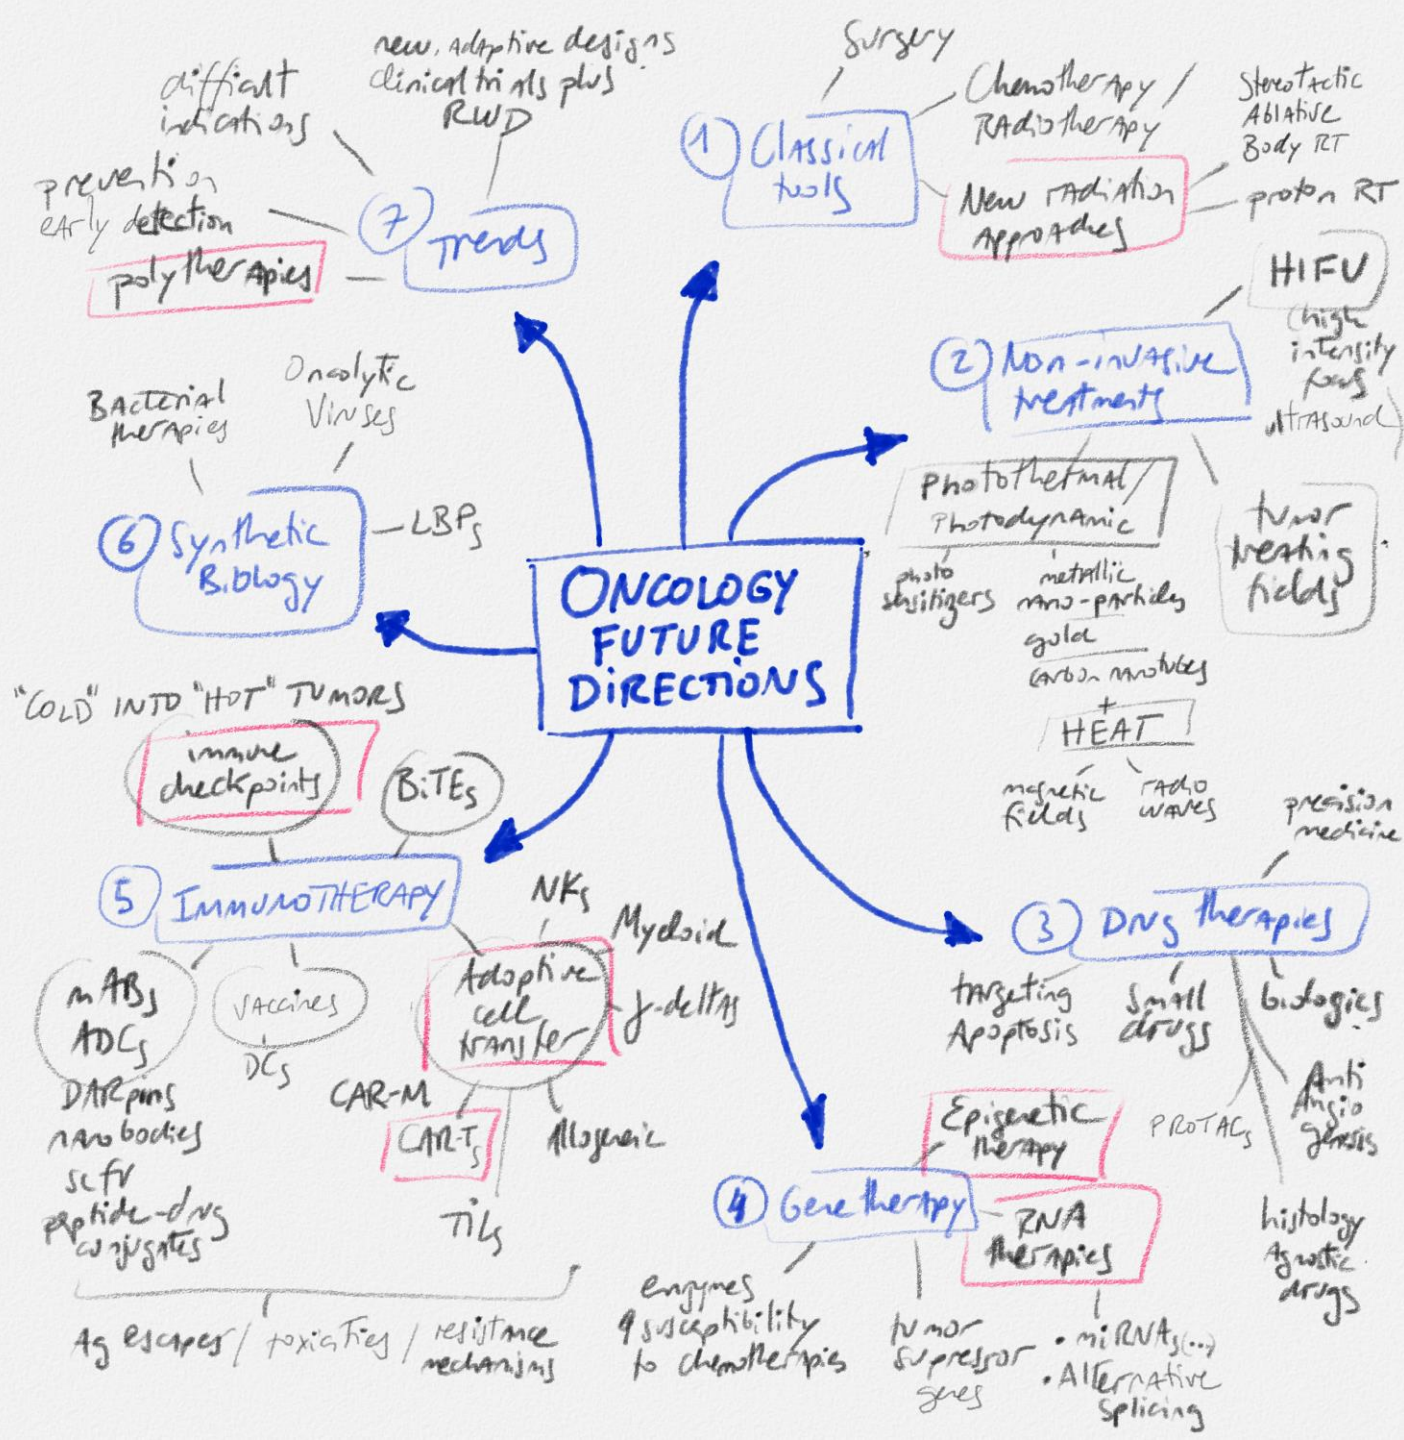 ONCOLOGY
FUTURE
DIRECTIONS
1 Classical
tools
Surgery
Chemotherapy /
Radiotherapy
New radiation
Approaches
Stereotactic
Ablative
Body RT
proton RT
2 Non-invasive
treatments
HIFU
(high
intensity
focus
ultrasound)
Photothermal/
Photodynamic
photo
sensitizers
metallic
nano-particles
gold
carbon nanotubes
+
HEAT
magnetic
fields
radio
waves
tumor
treating
fields
3 Drug therapies
precision
medicine
targeting
Apoptosis
small
drugs
biologics
PROTACs
Anti
Angio
genesis
histology
Agnostic
drugs
4 Gene therapy
Epigenetic
therapy
RNA
therapies
• miRNAs(...)
• Alternative
splicing
tumor
supressor
genes
enzymes
susceptibility
to chemotherapies
5 IMMUNOTHERAPY
"COLD" INTO "HOT" TUMORS
immune
checkpoints
BiTEs
mABs
ADCs
DARpins
nanobodies
scfv
peptide-drug
conjugates
vaccines
DCs
Adoptive
cell
transfer
NKs
Myeloid
γ-deltas
CAR-M
CAR-Ts
TiLs
Allogeneic
Ag escapes / toxicities / resistance
mechanisms
6 Synthetic
Biology
Bacterial
therapies
Oncolytic
Viruses
LBPs
7 Trends
difficult
indications
new, adaptive designs
clinical trials plus
RWD
prevention
early detection
polytherapies